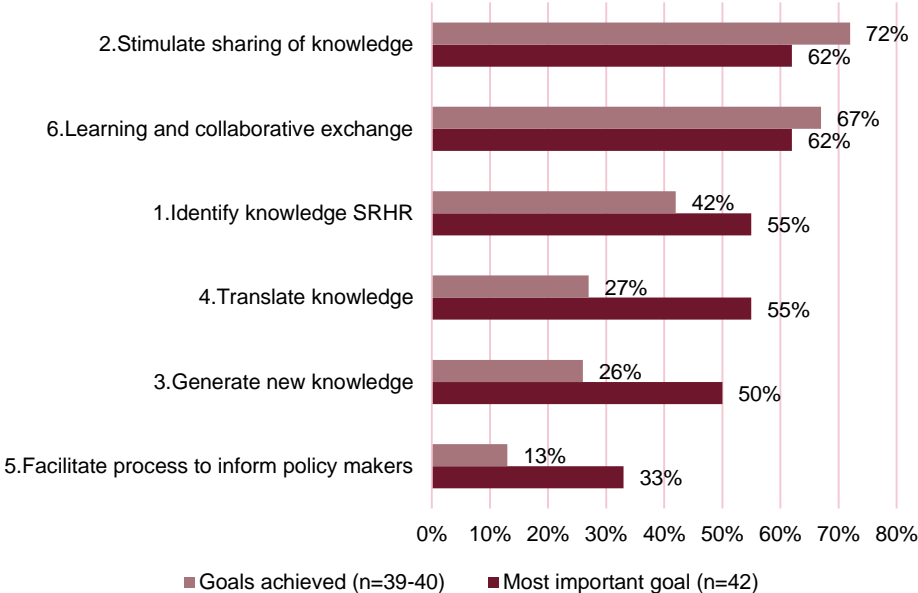 2.Stimulate sharing of knowledge
72%
62%
6.Learning and collaborative exchange
67%
62%
1.Identify knowledge SRHR
42%
55%
4.Translate knowledge
27%
55%
3.Generate new knowledge
26%
50%
5.Facilitate process to inform policy makers
13%
33%
0% 10% 20% 30% 40% 50% 60% 70% 80%
Goals achieved (n=39-40) Most important goal (n=42)